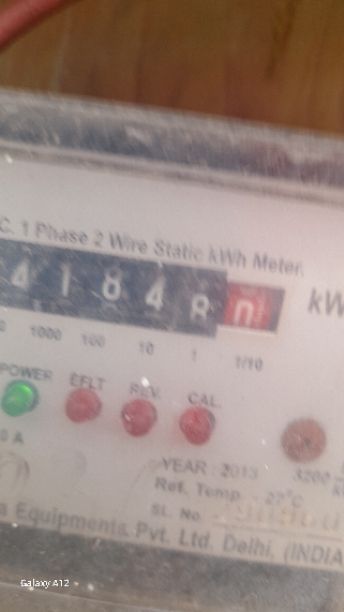 C. 1 Phase 2 Wire Static kWh Meter
4 1 8 4
kW
1000 100 10 1 1/10
POWER EFLT REV. CAL.
0 A
YEAR : 2013
3200
Ref. Temp. 27°C
SL. No.
Equipments Pvt. Ltd. Delhi, (INDIA
Galaxy A12